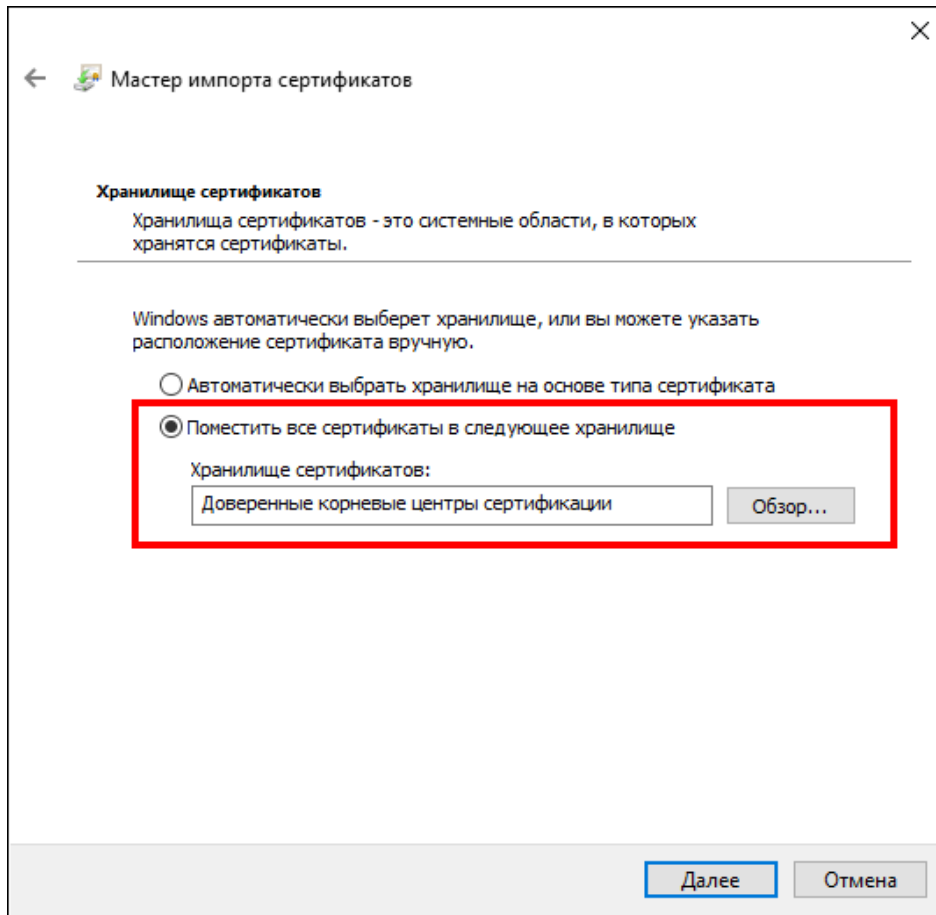 Мастер импорта сертификатов
Хранилище сертификатов
Хранилища сертификатов - это системные области, в которых
хранятся сертификаты.
Windows автоматически выберет хранилище, или вы можете указать
расположение сертификата вручную.
Автоматически выбрать хранилище на основе типа сертификата
Поместить все сертификаты в следующее хранилище
Хранилище сертификатов:
Доверенные корневые центры сертификации
Обзор...
Далее
Отмена